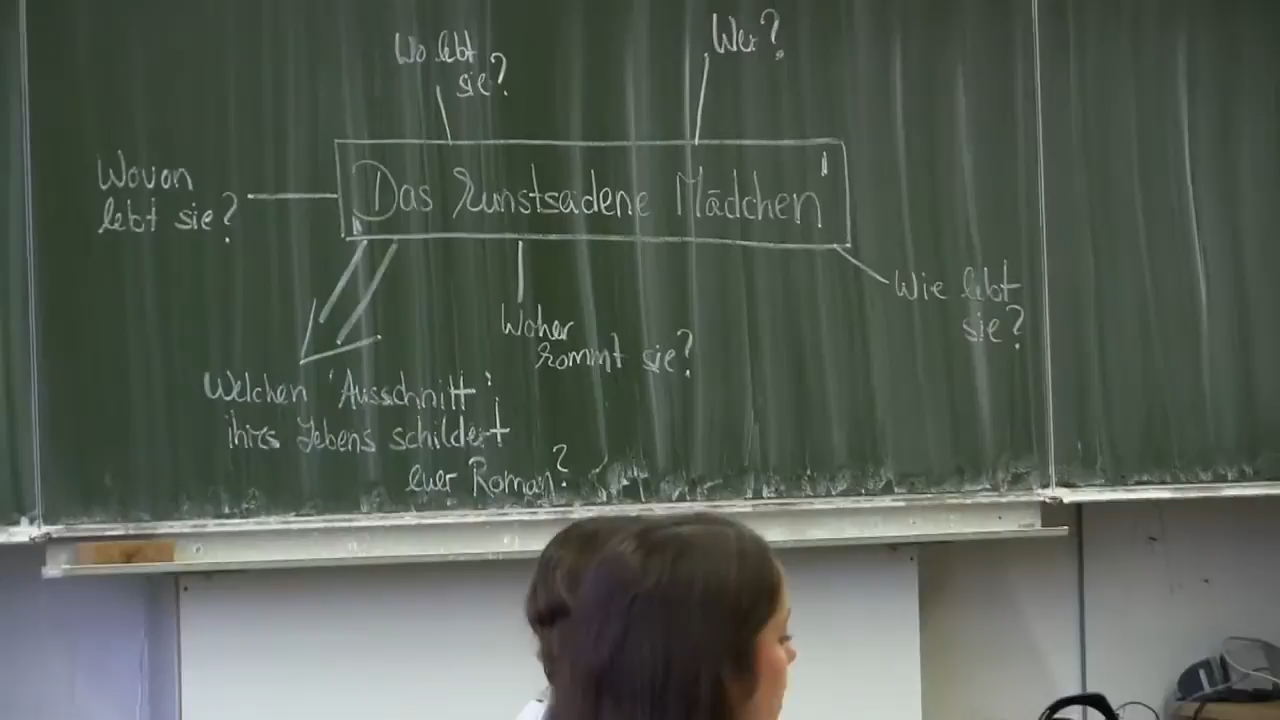 Wo lebt
sie?
Wer?
Wovon
lebt sie?
"Das kunstseidene Mädchen"
Wie lebt
sie?
Woher
kommt sie?
Welchen 'Ausschnitt'
ihres Lebens schildert
euer Roman?